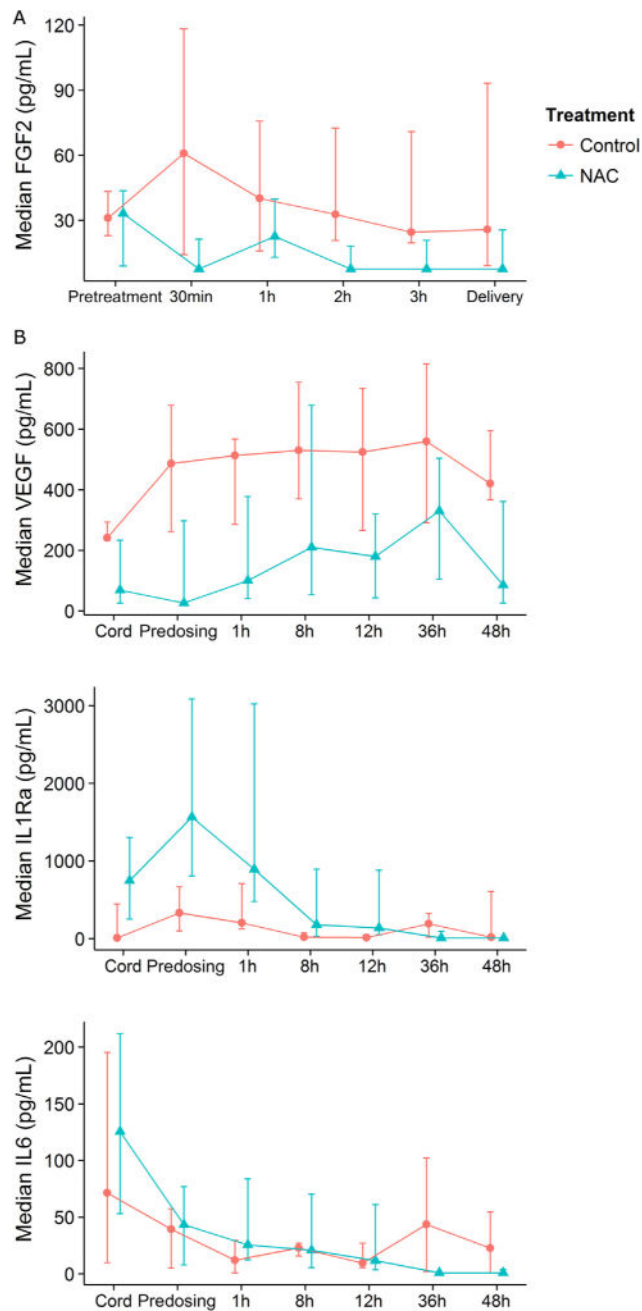 A
Median FGF2 (pg/mL)
120
90
60
30
Pretreatment 30min 1h 2h 3h Delivery
Treatment
Control
NAC
B
Median VEGF (pg/mL)
800
600
400
200
0
Cord Predosing 1h 8h 12h 36h 48h
Median IL1Ra (pg/mL)
3000
2000
1000
0
Cord Predosing 1h 8h 12h 36h 48h
Median IL6 (pg/mL)
200
150
100
50
0
Cord Predosing 1h 8h 12h 36h 48h